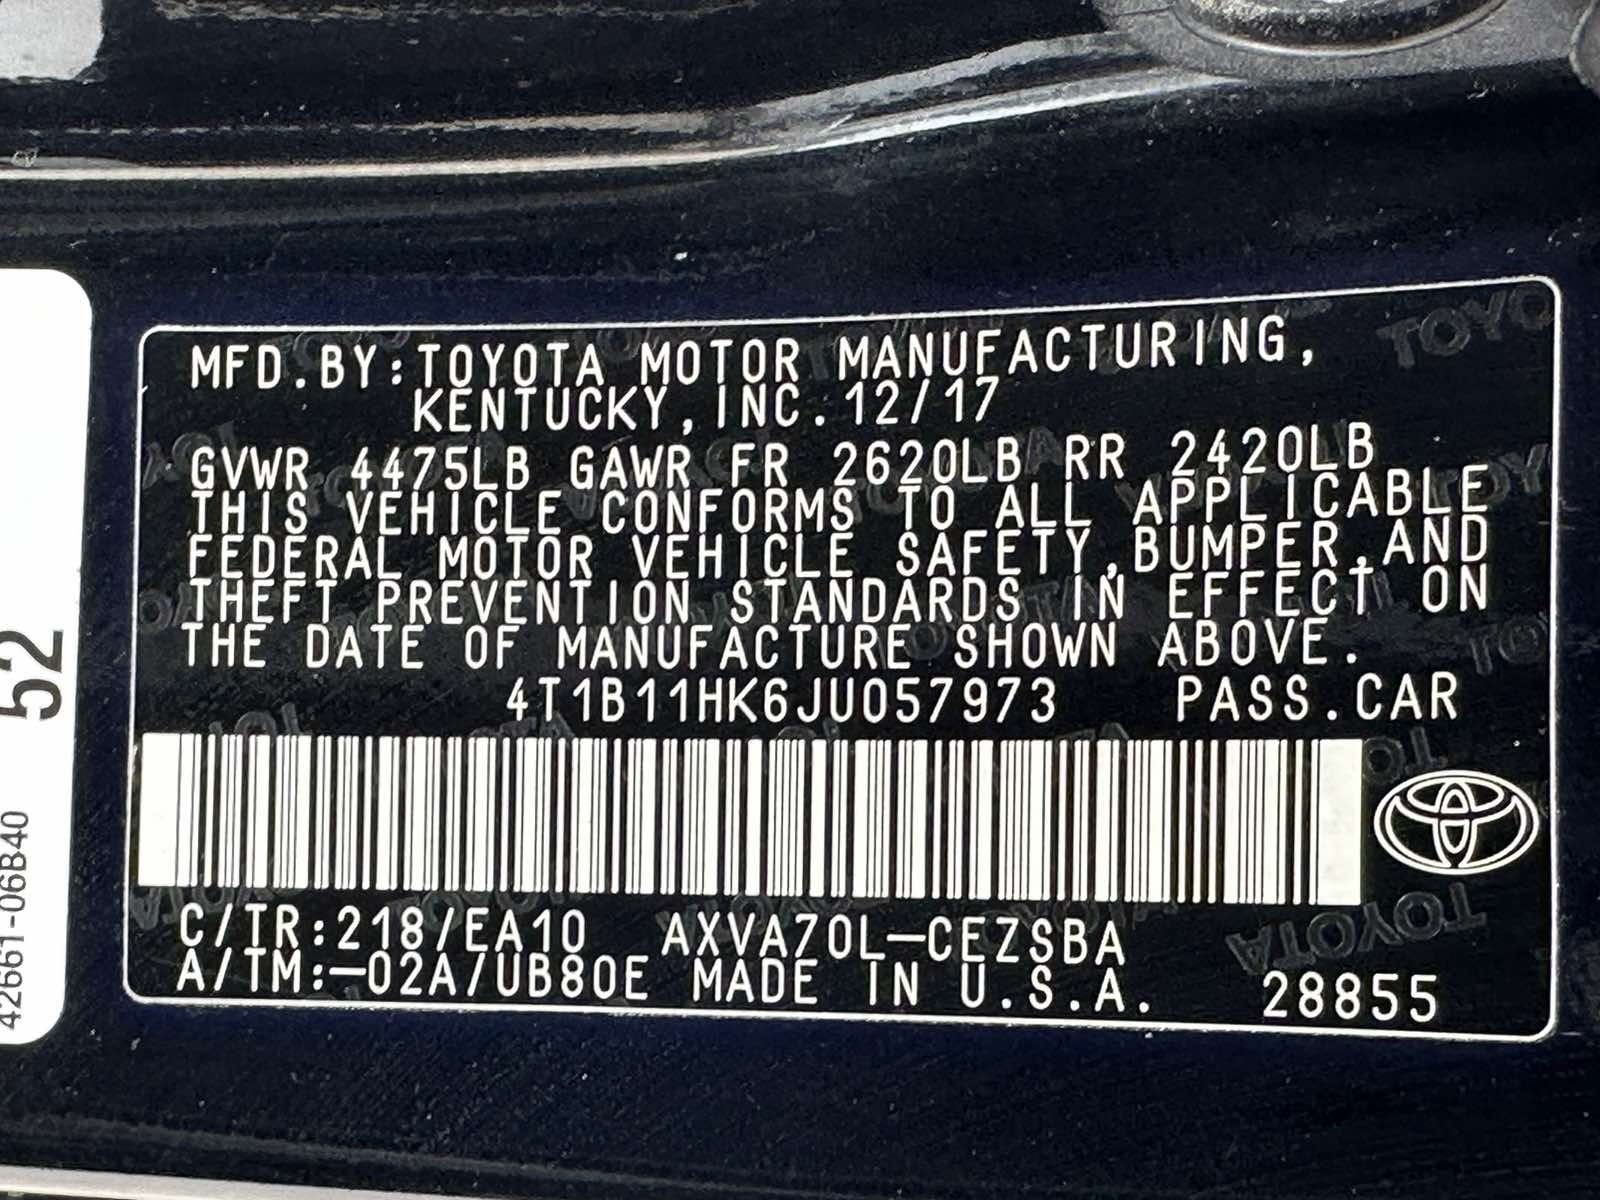 MFD.BY:TOYOTA MOTOR MANUFACTURING,
KENTUCKY,INC.12/17
GVWR 4475LB GAWR FR 2620LB RR 2420LB
THIS VEHICLE CONFORMS TO ALL APPLICABLE
FEDERAL MOTOR VEHICLE SAFETY,BUMPER,AND
THEFT PREVENTION STANDARDS IN EFFECT ON
THE DATE OF MANUFACTURE SHOWN ABOVE.
4T1B11HK6JU057973 PASS.CAR
C/TR:218/EA10 AXVA70L-CEZSBA
A/TM:-02A/UB80E MADE IN U.S.A. 28855
52
42661-06B40
TOYOTA